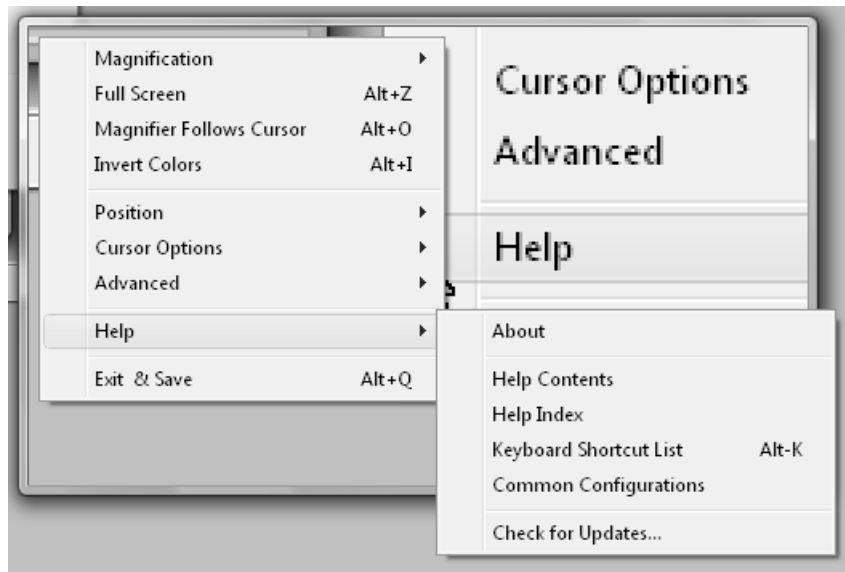 Magnification
Full Screen Alt+Z
Magnifier Follows Cursor Alt+O
Invert Colors Alt+I
Position
Cursor Options
Advanced
Help
Exit & Save Alt+Q
Cursor Options
Advanced
Help
About
Help Contents
Help Index
Keyboard Shortcut List Alt-K
Common Configurations
Check for Updates...